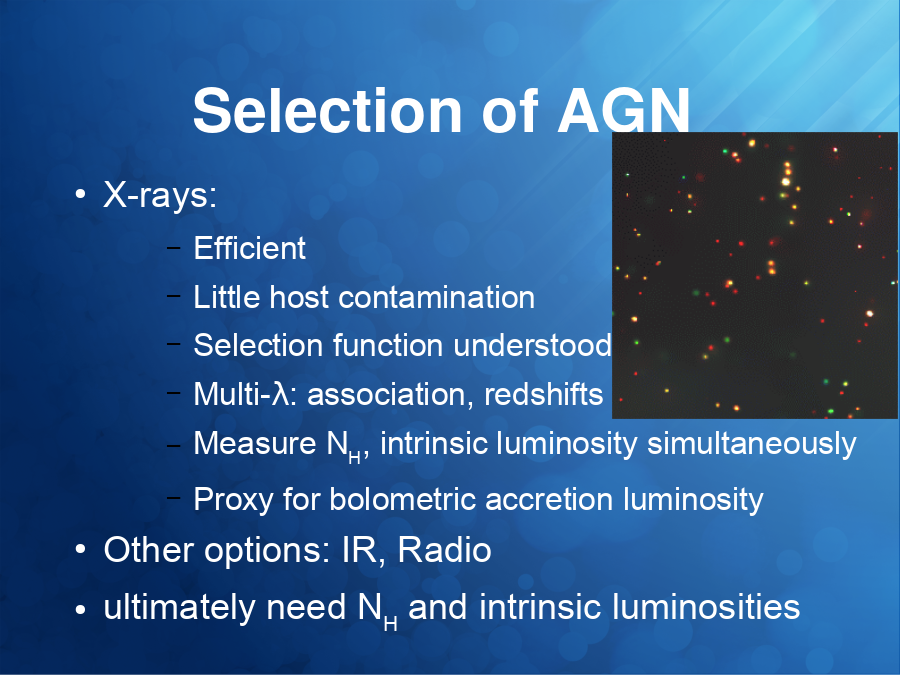 Selection of AGN
• X-rays:
– Efficient
– Little host contamination
– Selection function understood
– Multi-λ: association, redshifts
– Measure N_H, intrinsic luminosity simultaneously
– Proxy for bolometric accretion luminosity
• Other options: IR, Radio
• ultimately need N_H and intrinsic luminosities